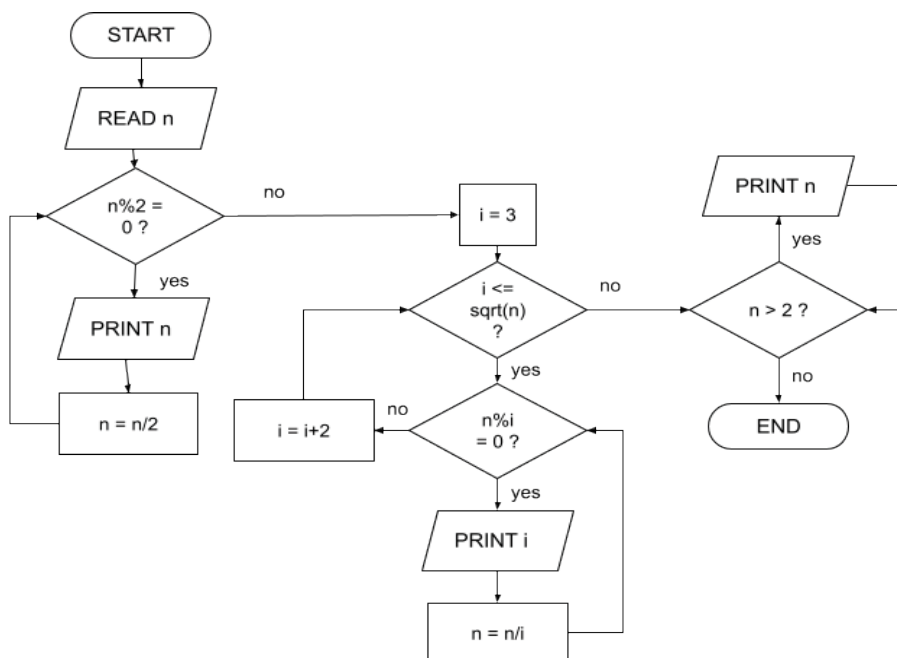 START
READ n
n%2 =
0 ?
no
yes
PRINT n
n = n/2
i = 3
i <=
sqrt(n)
?
no
yes
n%i
= 0 ?
no
i = i+2
yes
PRINT i
n = n/i
PRINT n
yes
n > 2 ?
no
END